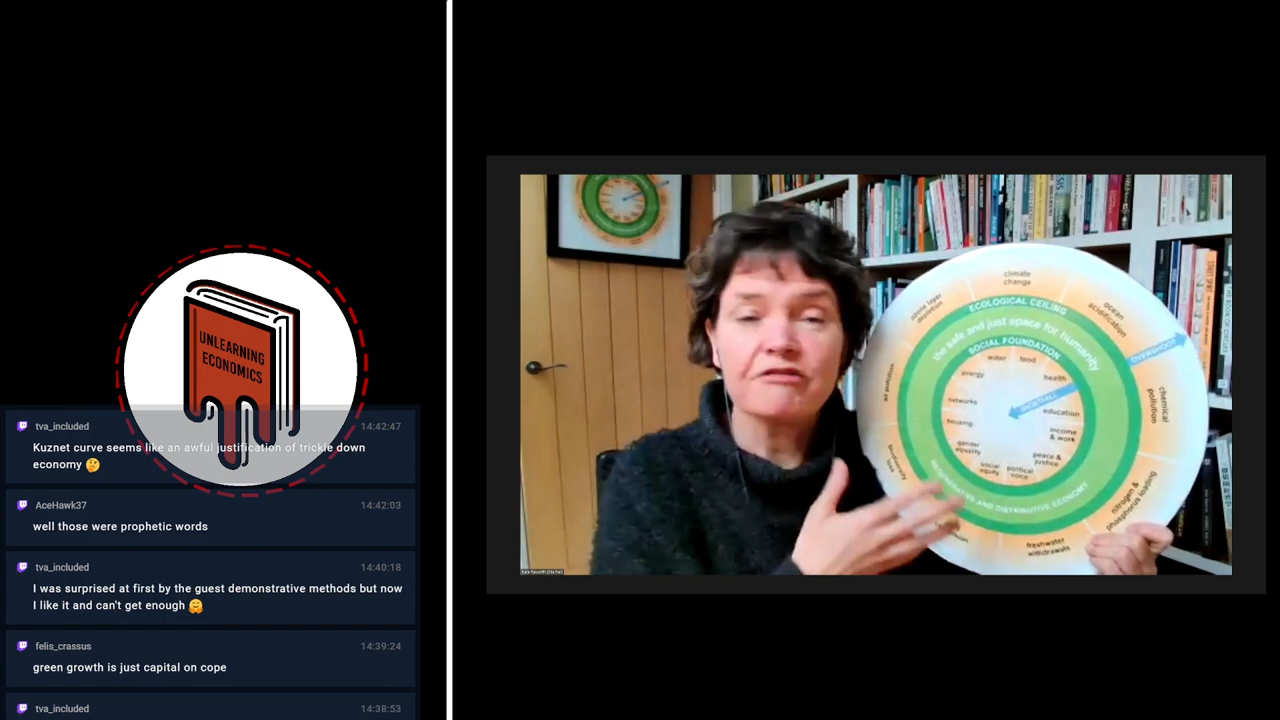 UNLEARNING
ECONOMICS
tva_included 14:42:47
Kuznet curve seems like an awful justification of trickle down
economy 🤔
AceHawk37 14:42:03
well those were prophetic words
tva_included 14:40:18
I was surprised at first by the guest demonstrative methods but now
I like it and can't get enough 🤗
felis_crassus 14:39:24
green growth is just capital on cope
tva_included 14:38:53
climate
change
ozone layer
depletion
ocean
acidification
ECOLOGICAL CEILING
the safe and just space for humanity
SOCIAL FOUNDATION
OVERSHOOT
water
food
energy
health
SHORTFALL
networks
education
housing
income
& work
gender
equality
peace &
justice
social
equity
political
voice
chemical
pollution
biodiversity
loss
REGENERATIVE AND DISTRIBUTIVE ECONOMY
nitrogen &
phosphorus loading
freshwater
withdrawals